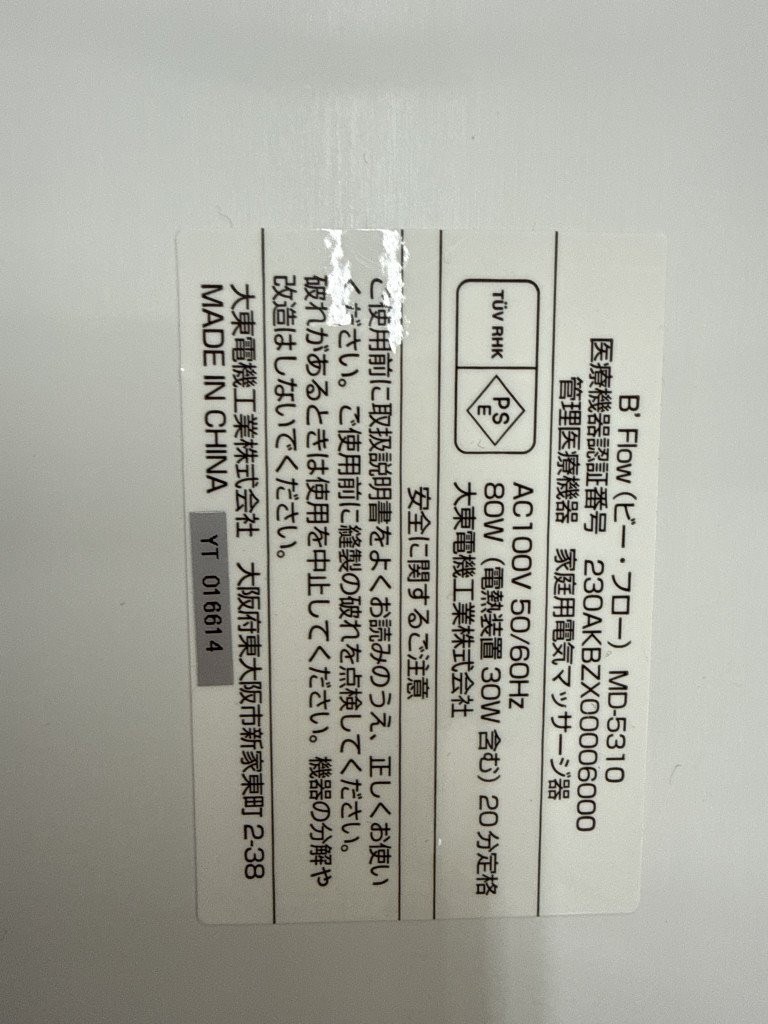 B' Flow（ビー・フロー） MD-5310
医療機器認証番号 230AKBZX00006000
管理医療機器 家庭用電気マッサージ器
TÜV RHK
PSE
AC100V 50/60Hz
80W（電熱装置 30W 含む）20分定格
大東電機工業株式会社
安全に関するご注意
ご使用前に取扱説明書をよくお読みのうえ、正しくお使い
ください。ご使用前に縫製の破れを点検してください。
破れがあるときは使用を中止してください。機器の分解や
改造はしないでください。
大東電機工業株式会社 大阪府東大阪市新家東町 2-38
MADE IN CHINA YT 016614